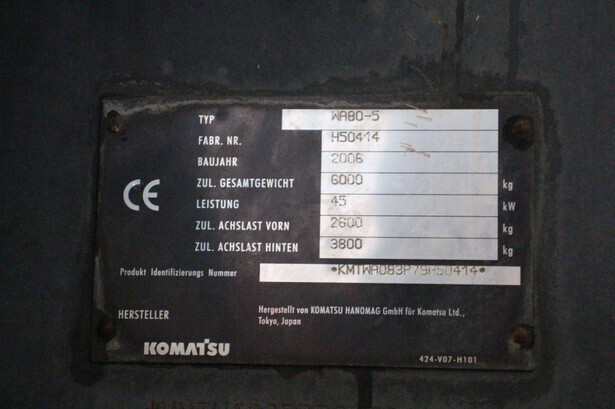 TYP WA80-5
FABR. NR. H50414
BAUJAHR 2006
ZUL. GESAMTGEWICHT 6000 kg
LEISTUNG 45 kW
ZUL. ACHSLAST VORN 2600 kg
ZUL. ACHSLAST HINTEN 3800 kg
CE
Produkt Identifizierungs Nummer *KMTWA083P79H50414*
HERSTELLER
Hergestellt von KOMATSU HANOMAG GmbH für Komatsu Ltd.,
Tokyo, Japan
KOMATSU
424-V07-H101